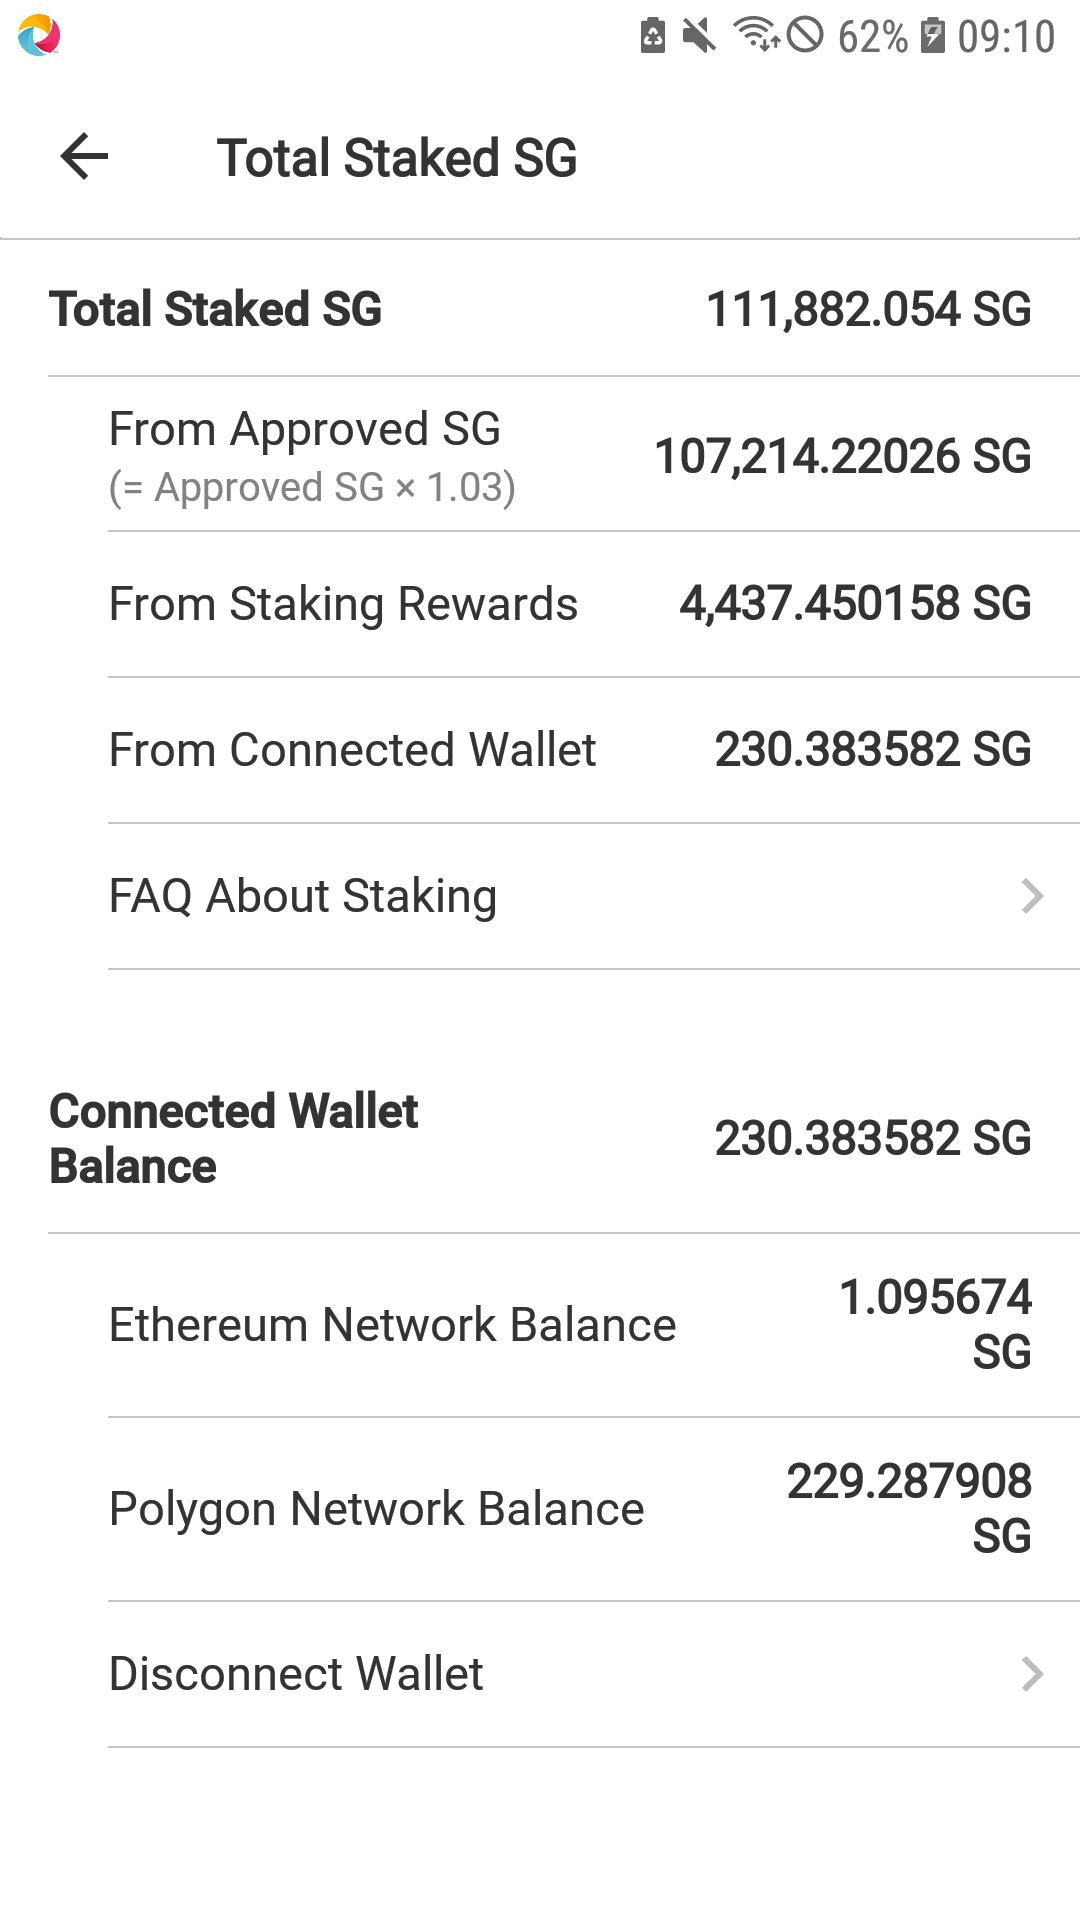 62% 09:10
Total Staked SG
Total Staked SG 111,882.054 SG
From Approved SG
(= Approved SG × 1.03) 107,214.22026 SG
From Staking Rewards 4,437.450158 SG
From Connected Wallet 230.383582 SG
FAQ About Staking
Connected Wallet
Balance 230.383582 SG
Ethereum Network Balance 1.095674
SG
Polygon Network Balance 229.287908
SG
Disconnect Wallet